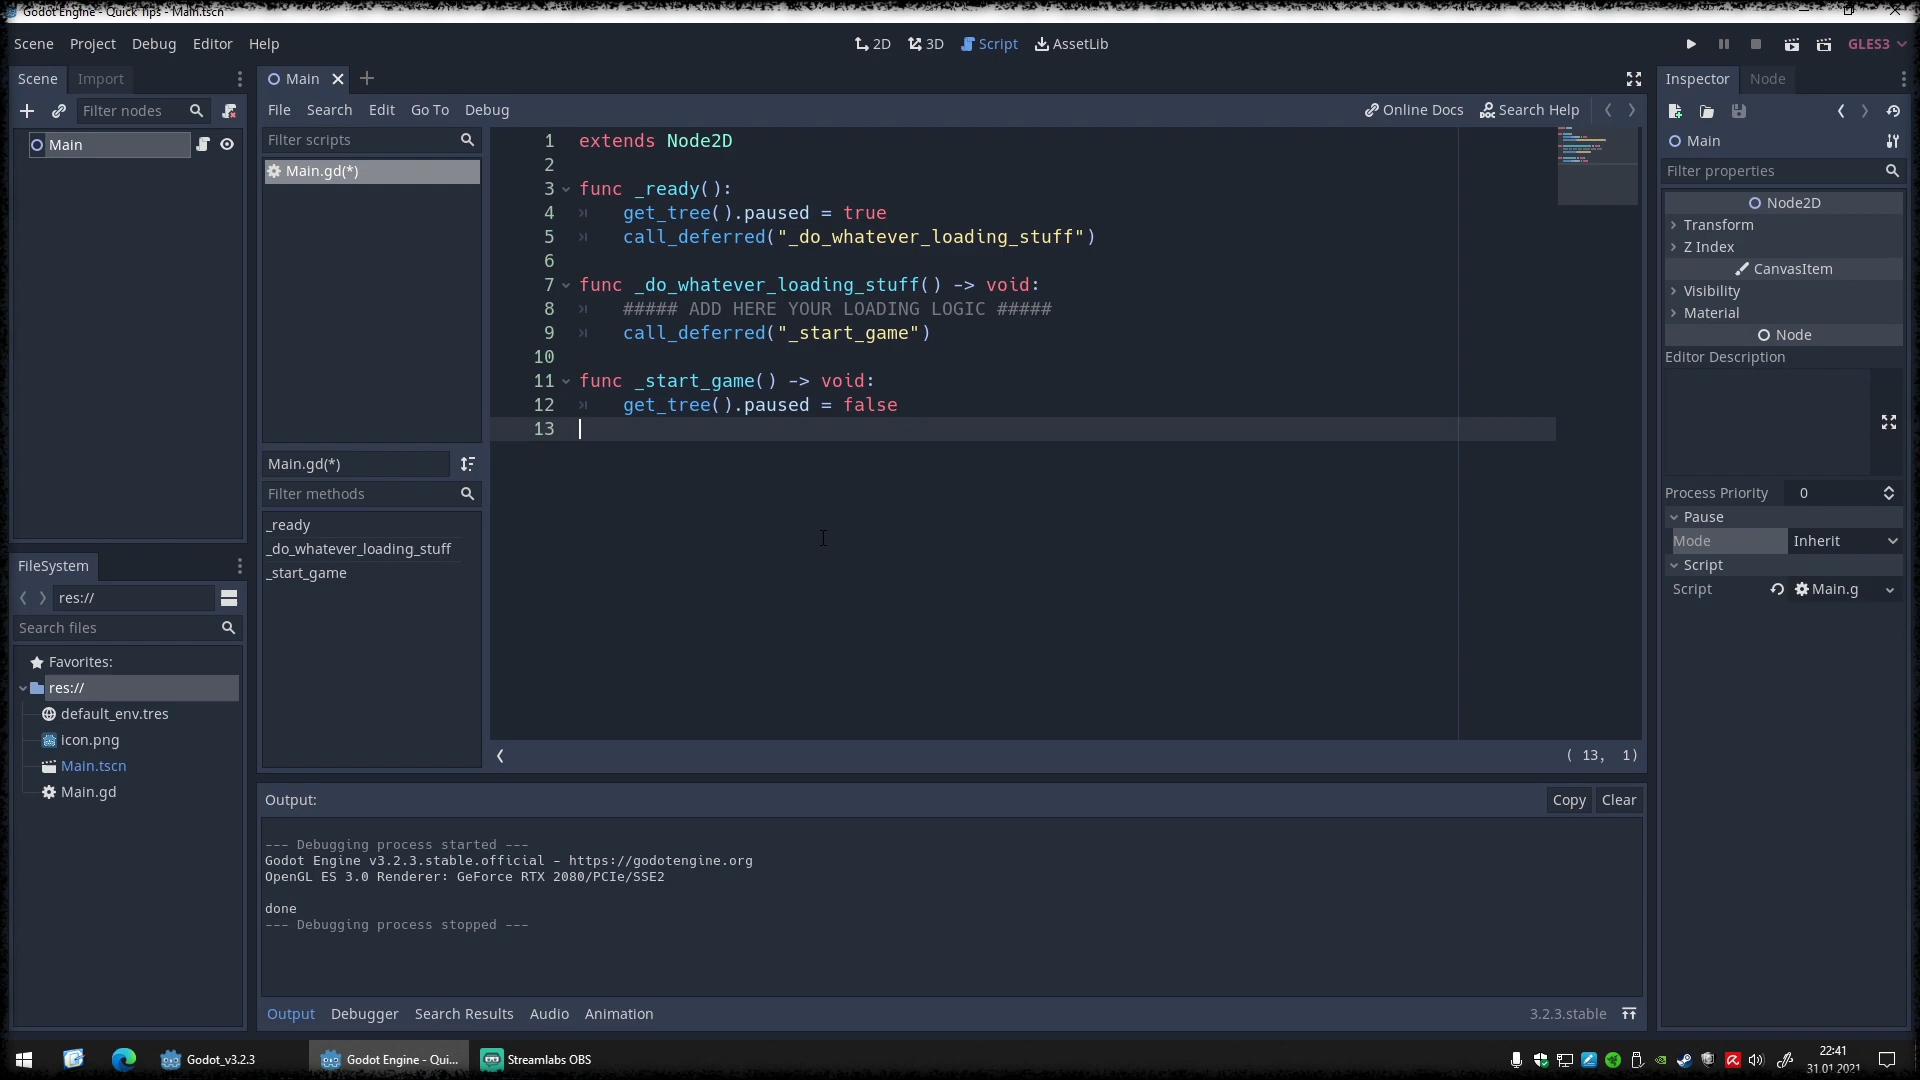 Godot Engine - Quick Tips - Main.tscn
Scene Project Debug Editor Help
2D 3D Script AssetLib
GLES3
Scene Import
Filter nodes
Main
Main
File Search Edit Go To Debug
Online Docs Search Help
Filter scripts
Main.gd(*)
1 extends Node2D
2
3 func _ready():
4 get_tree().paused = true
5 call_deferred("_do_whatever_loading_stuff")
6
7 func _do_whatever_loading_stuff() -> void:
8 ##### ADD HERE YOUR LOADING LOGIC #####
9 call_deferred("_start_game")
10
11 func _start_game() -> void:
12 get_tree().paused = false
13
( 13, 1)
Main.gd(*)
Filter methods
_ready
_do_whatever_loading_stuff
_start_game
Inspector Node
Main
Filter properties
Node2D
Transform
Z Index
CanvasItem
Visibility
Material
Node
Editor Description
Process Priority 0
Pause
Mode Inherit
Script
Script Main.g
FileSystem
res://
Search files
Favorites:
res://
default_env.tres
icon.png
Main.tscn
Main.gd
Output:
Copy Clear
--- Debugging process started ---
Godot Engine v3.2.3.stable.official - https://godotengine.org
OpenGL ES 3.0 Renderer: GeForce RTX 2080/PCIe/SSE2
done
--- Debugging process stopped ---
Output Debugger Search Results Audio Animation
3.2.3.stable
Godot_v3.2.3
Godot Engine - Qui...
Streamlabs OBS
22:41
31.01.2021